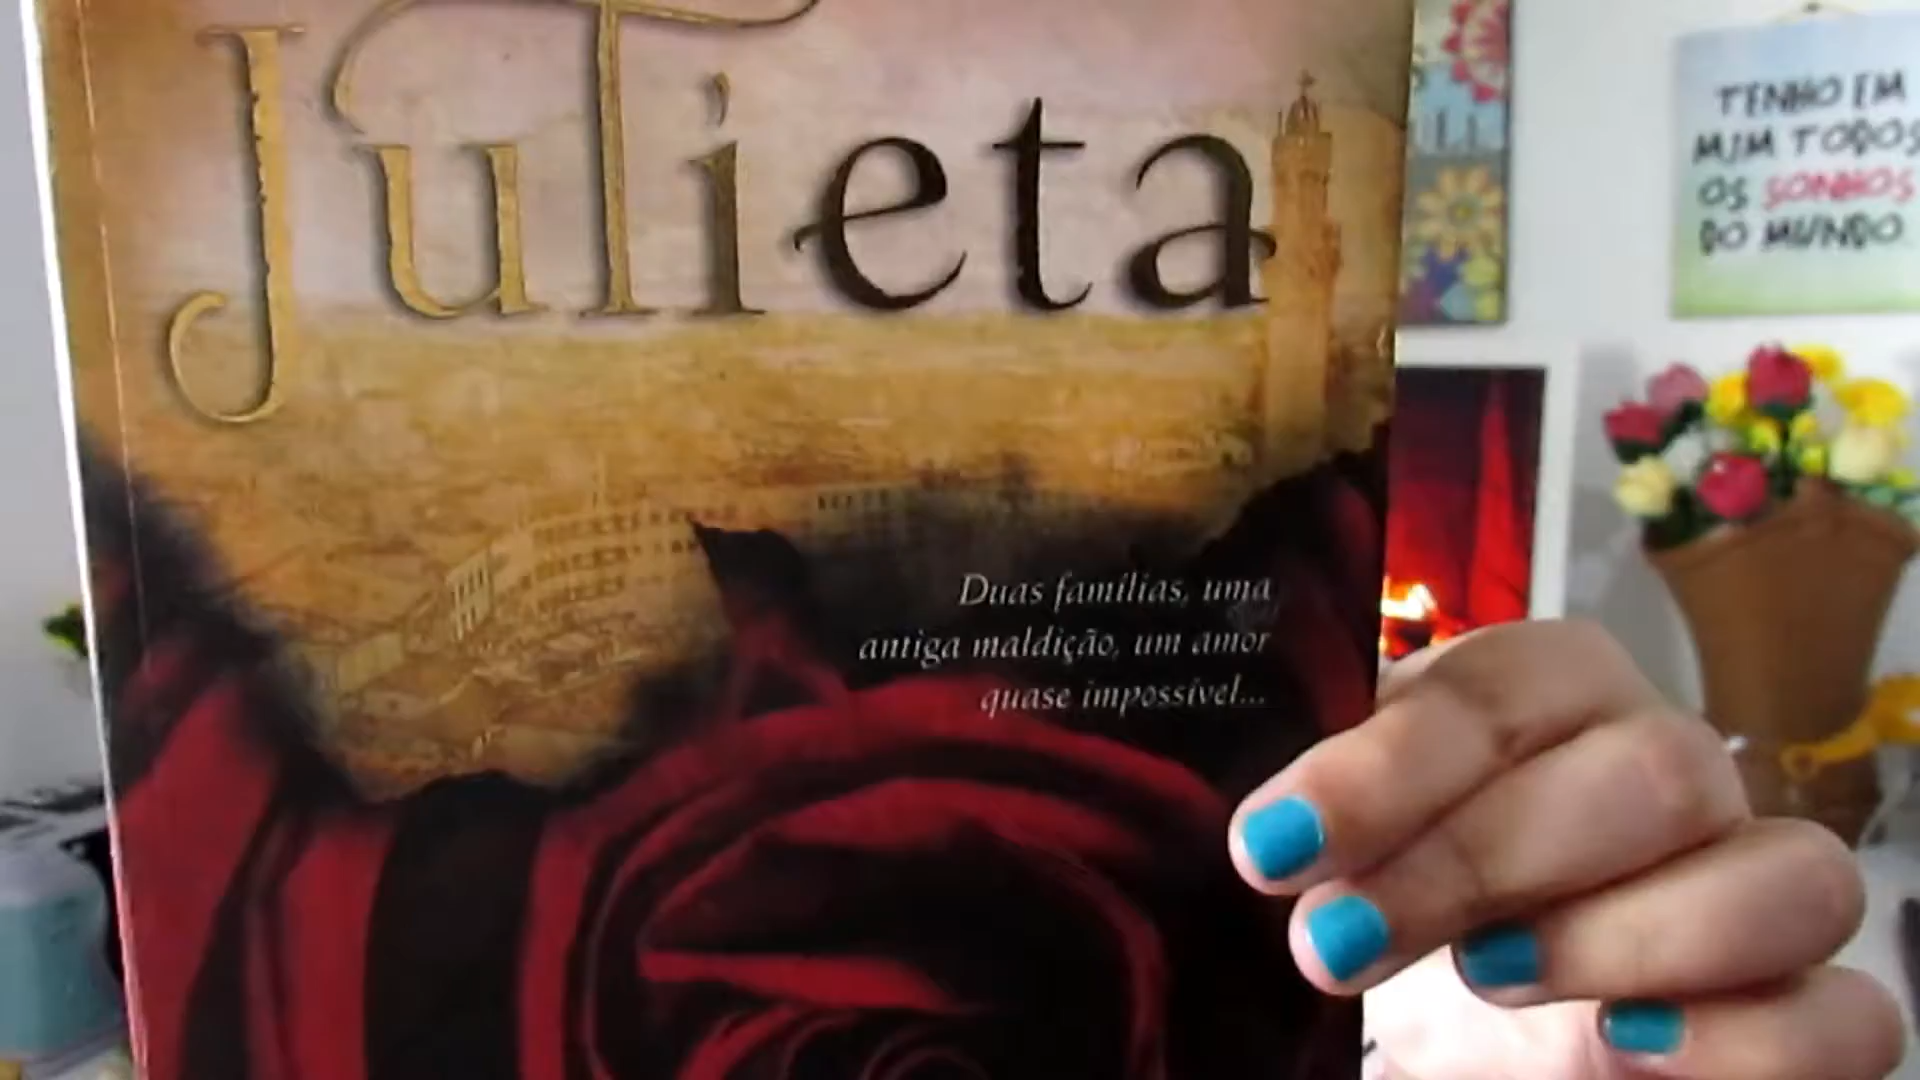 Julieta
Duas famílias, uma
antiga maldição, um amor
quase impossível...
TENHO EM
MIM TODOS
OS SONHOS
DO MUNDO